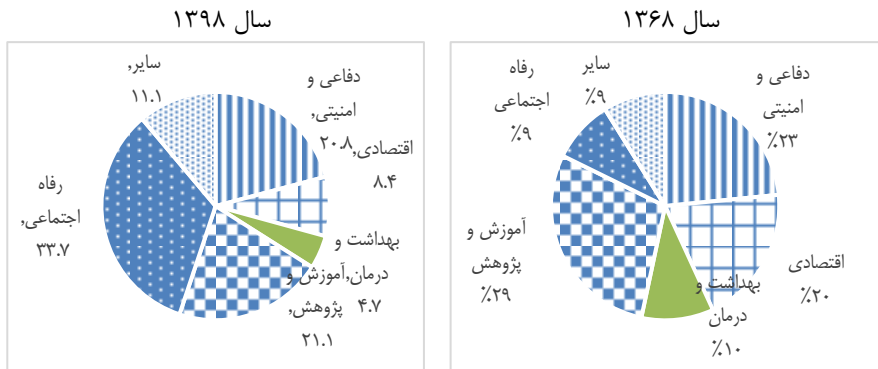 سال ۱۳۶۸
سال ۱۳۹۸
دفاعی و
امنیتی
٪۲۳
اقتصادی
٪۲۰
بهداشت و
درمان
٪۱۰
آموزش و
پژوهش
٪۲۹
رفاه
اجتماعی
٪۹
سایر
٪۹
دفاعی و
امنیتی,
۲۰.۸
اقتصادی,
۸.۴
بهداشت و
درمان,
۴.۷
آموزش و
پژوهش,
۲۱.۱
رفاه
اجتماعی,
۳۳.۷
سایر,
۱۱.۱